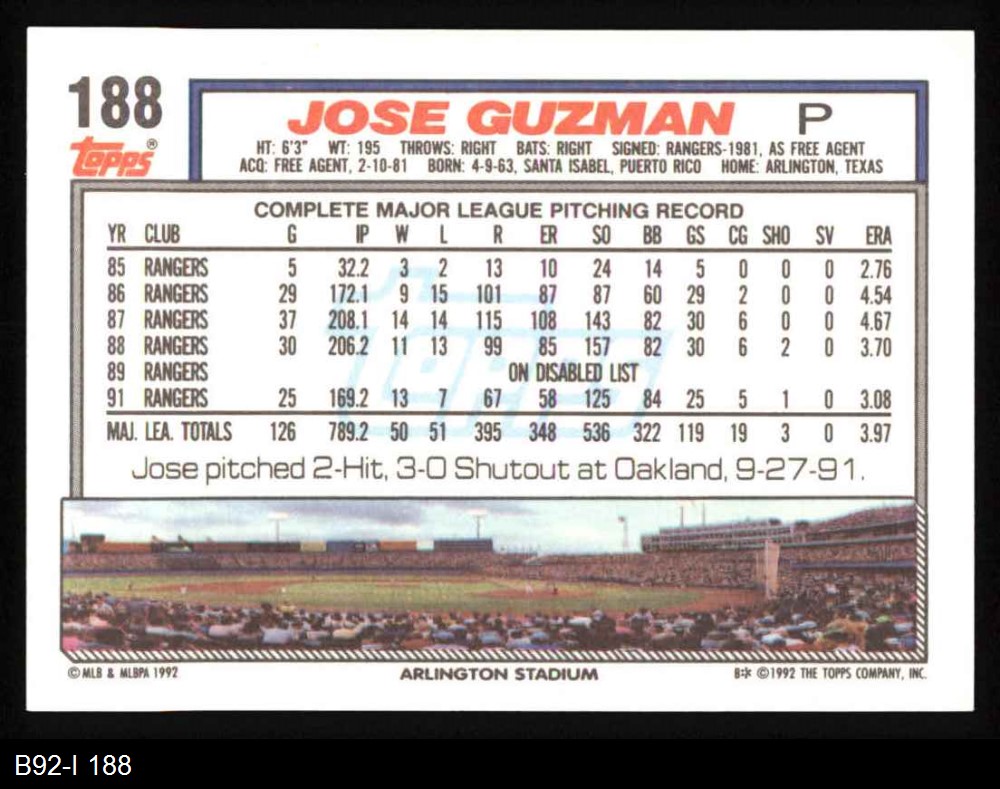 188
JOSE GUZMAN P
Topps®
HT: 6'3" WT: 195 THROWS: RIGHT BATS: RIGHT SIGNED: RANGERS-1981, AS FREE AGENT
ACQ: FREE AGENT, 2-10-81 BORN: 4-9-63, SANTA ISABEL, PUERTO RICO HOME: ARLINGTON, TEXAS
COMPLETE MAJOR LEAGUE PITCHING RECORD
YR CLUB G IP W L R ER SO BB GS CG SHO SV ERA
85 RANGERS 5 32.2 3 2 13 10 24 14 5 0 0 0 2.76
86 RANGERS 29 172.1 9 15 101 87 87 60 29 2 0 0 4.54
87 RANGERS 37 208.1 14 14 115 108 143 82 30 6 0 0 4.67
88 RANGERS 30 206.2 11 13 99 85 157 82 30 6 2 0 3.70
89 RANGERS ON DISABLED LIST
91 RANGERS 25 169.2 13 7 67 58 125 84 25 5 1 0 3.08
MAJ. LEA. TOTALS 126 789.2 50 51 395 348 536 322 119 19 3 0 3.97
Topps
Jose pitched 2-Hit, 3-0 Shutout at Oakland, 9-27-91.
© MLB & MLBPA 1992 ARLINGTON STADIUM B** ©1992 THE TOPPS COMPANY, INC.
B92-I 188